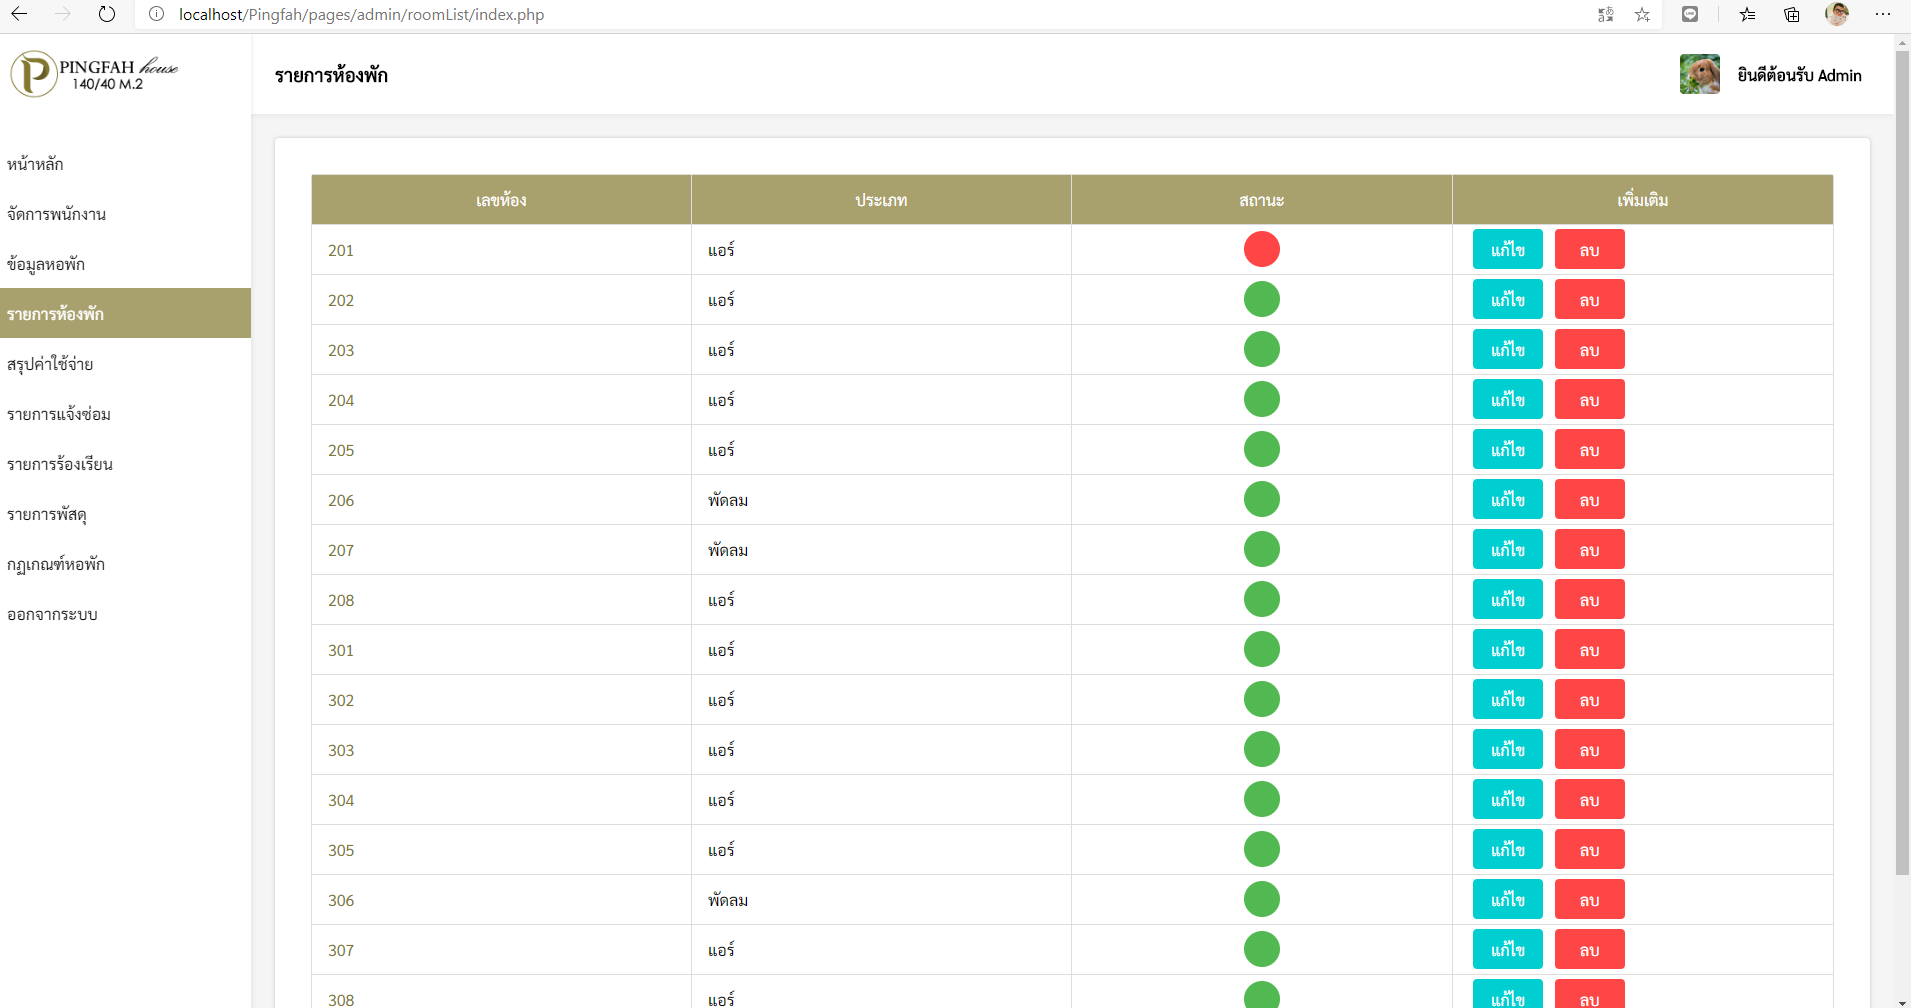 localhost/Pingfah/pages/admin/roomList/index.php
PINGFAH house
140/40 M.2
รายการห้องพัก
ยินดีต้อนรับ Admin
หน้าหลัก
จัดการพนักงาน
ข้อมูลหอพัก
รายการห้องพัก
สรุปค่าใช้จ่าย
รายการแจ้งซ่อม
รายการร้องเรียน
รายการพัสดุ
กฏเกณฑ์หอพัก
ออกจากระบบ
เลขห้อง ประเภท สถานะ เพิ่มเติม
201 แอร์ แก้ไข ลบ
202 แอร์ แก้ไข ลบ
203 แอร์ แก้ไข ลบ
204 แอร์ แก้ไข ลบ
205 แอร์ แก้ไข ลบ
206 พัดลม แก้ไข ลบ
207 พัดลม แก้ไข ลบ
208 แอร์ แก้ไข ลบ
301 แอร์ แก้ไข ลบ
302 แอร์ แก้ไข ลบ
303 แอร์ แก้ไข ลบ
304 แอร์ แก้ไข ลบ
305 แอร์ แก้ไข ลบ
306 พัดลม แก้ไข ลบ
307 แอร์ แก้ไข ลบ
308 แอร์ แก้ไข ลบ